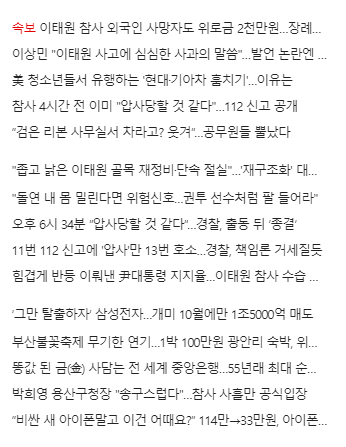 속보 이태원 참사 외국인 사망자도 위로금 2천만원...장례...
이상민 "이태원 사고에 심심한 사과의 말씀"...발언 논란엔 ...
美 청소년들서 유행하는 '현대·기아차 훔치기'...이유는
참사 4시간 전 이미 "압사당할 것 같다"...112 신고 공개
"검은 리본 사무실서 차라고? 웃겨"...공무원들 뿔났다
"좁고 낡은 이태원 골목 재정비·단속 절실"...'재구조화' 대...
"돌연 내 몸 밀린다면 위험신호...권투 선수처럼 팔 들어라"
오후 6시 34분 "압사당할 것 같다"...경찰, 출동 뒤 '종결'
11번 112 신고에 '압사'만 13번 호소...경찰, 책임론 거세질듯
힘겹게 반등 이뤄낸 尹대통령 지지율...이태원 참사 수습 ...
'그만 탈출하자' 삼성전자...개미 10월에만 1조5000억 매도
부산불꽃축제 무기한 연기...1박 100만원 광안리 숙박, 위...
똥값 된 금(金) 사담는 전 세계 중앙은행...55년래 최대 순...
박희영 용산구청장 "송구스럽다"...참사 사흘만 공식입장
"비싼 새 아이폰말고 이건 어때요?" 114만→33만원, 아이폰...